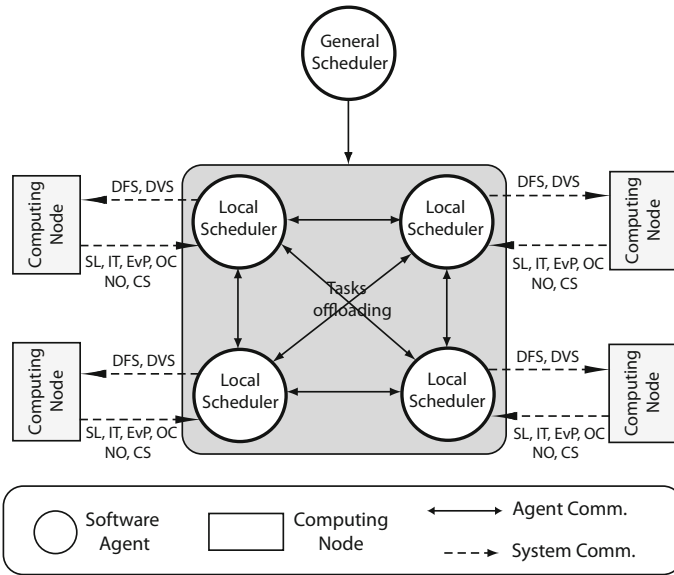 General
Scheduler
DFS, DVS
Computing
Node
SL, IT, EvP, OC
NO, CS
Local
Scheduler
Local
Scheduler
DFS, DVS
Computing
Node
SL, IT, EvP, OC
NO, CS
Tasks
offloading
DFS, DVS
Computing
Node
SL, IT, EvP, OC
NO, CS
Local
Scheduler
Local
Scheduler
DFS, DVS
Computing
Node
SL, IT, EvP, OC
NO, CS
Software
Agent
Computing
Node
Agent Comm.
System Comm.